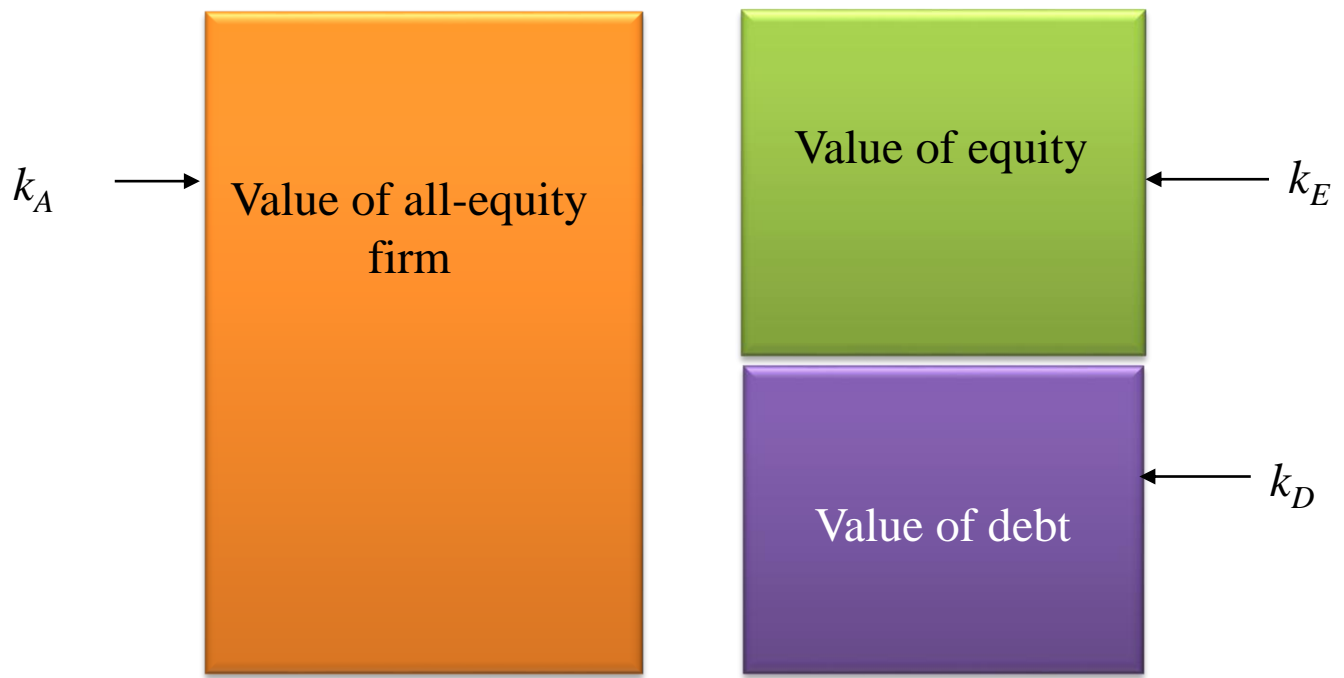 k_A
Value of all-equity
firm
Value of equity
k_E
Value of debt
k_D